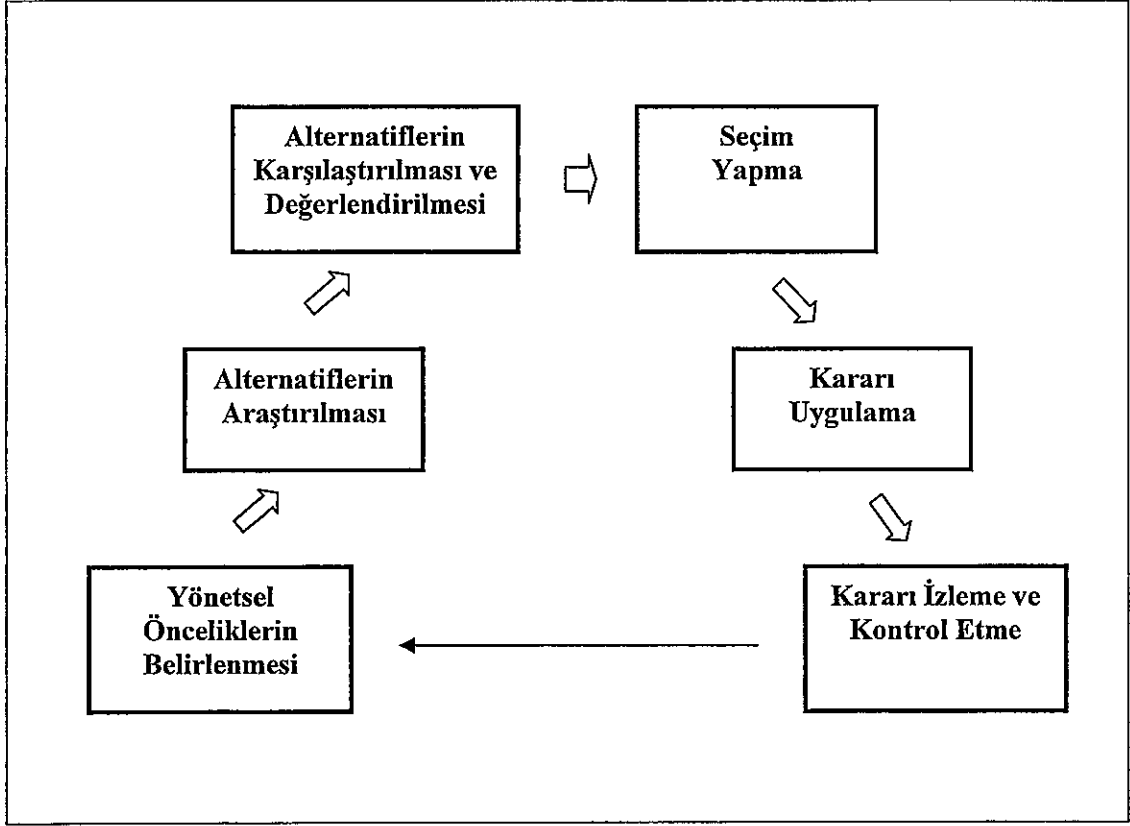 Alternatiflerin
Karşılaştırılması ve
Değerlendirilmesi
Seçim
Yapma
Alternatiflerin
Araştırılması
Kararı
Uygulama
Yönetsel
Önceliklerin
Belirlenmesi
Kararı İzleme ve
Kontrol Etme